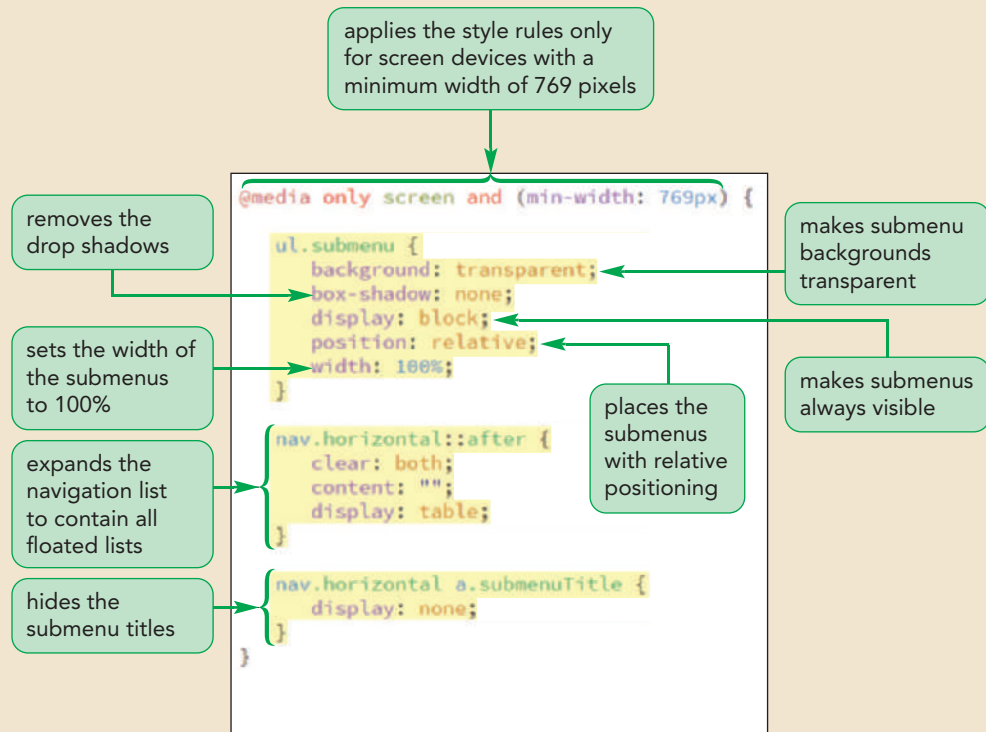 applies the style rules only
for screen devices with a
minimum width of 769 pixels
@media only screen and (min-width: 769px) {
removes the
drop shadows
ul.submenu {
background: transparent;
box-shadow: none;
display: block;
position: relative;
width: 100%;
}
makes submenu
backgrounds
transparent
sets the width of
the submenus
to 100%
makes submenus
always visible
places the
submenus
with relative
positioning
expands the
navigation list
to contain all
floated lists
nav.horizontal::after {
clear: both;
content: "";
display: table;
}
hides the
submenu titles
nav.horizontal a.submenuTitle {
display: none;
}
}